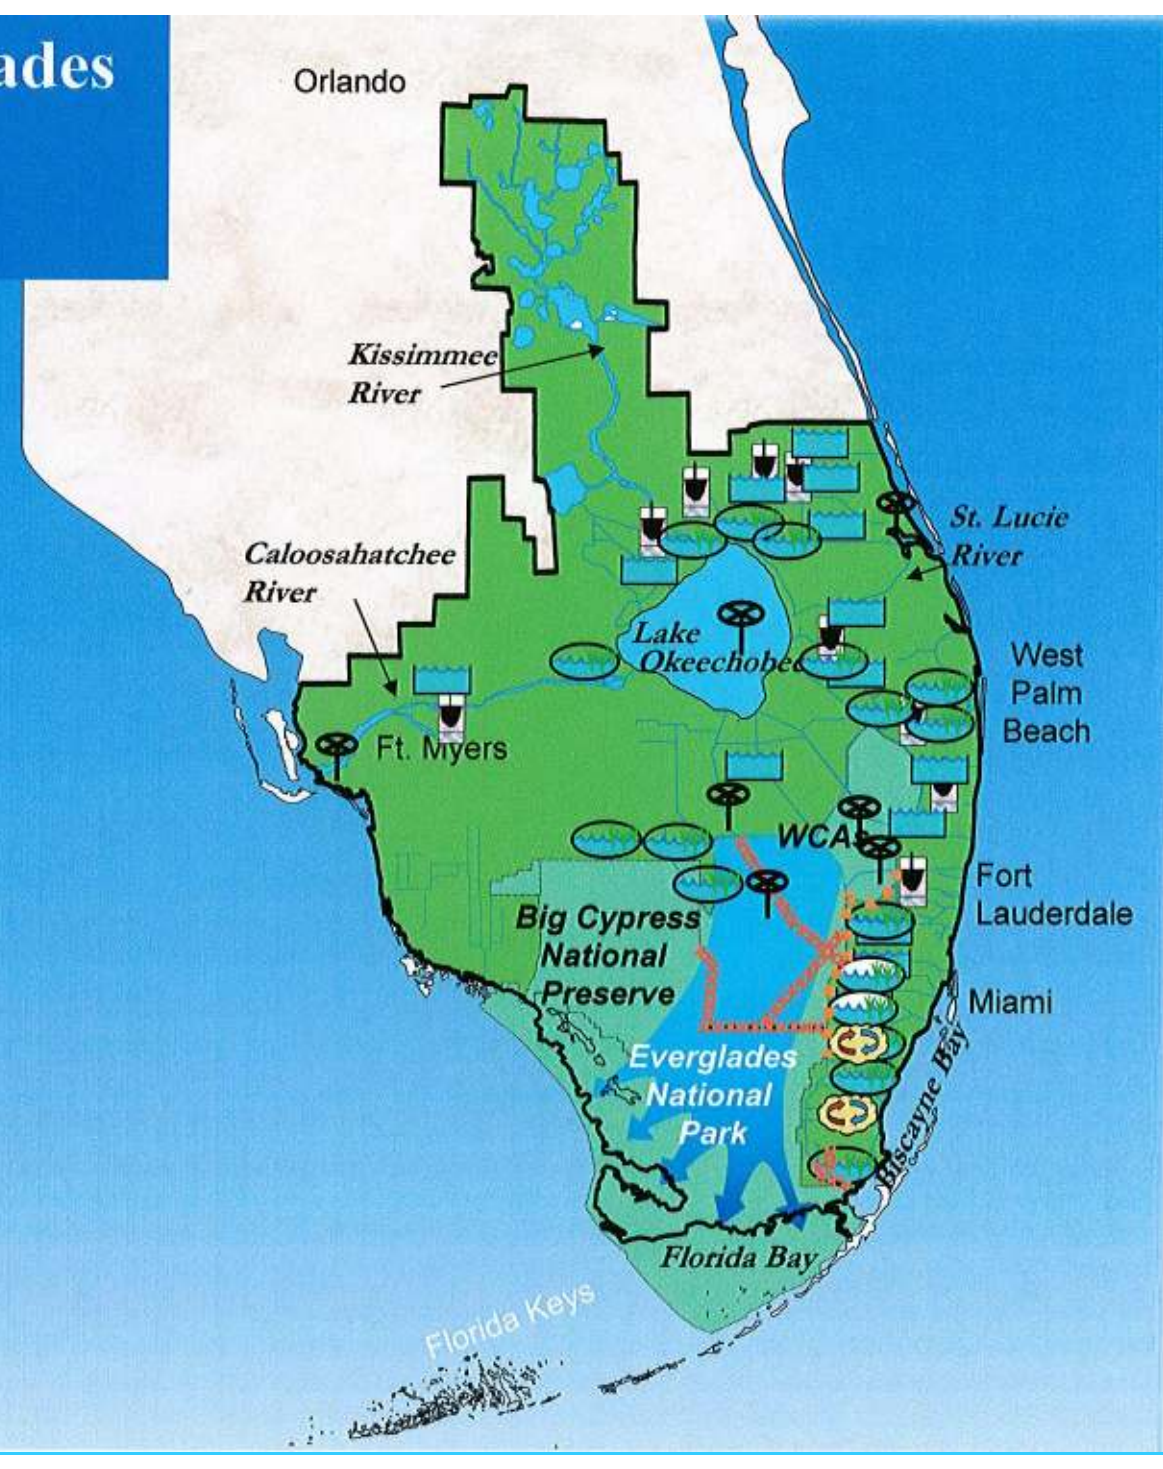 ades
Orlando
Kissimmee
River
Caloosahatchee
River
St. Lucie
River
Lake
Okeechobee
West
Palm
Beach
Ft. Myers
WCAs
Fort
Lauderdale
Big Cypress
National
Preserve
Miami
Everglades
National
Park
Biscayne Bay
Florida Bay
Florida Keys